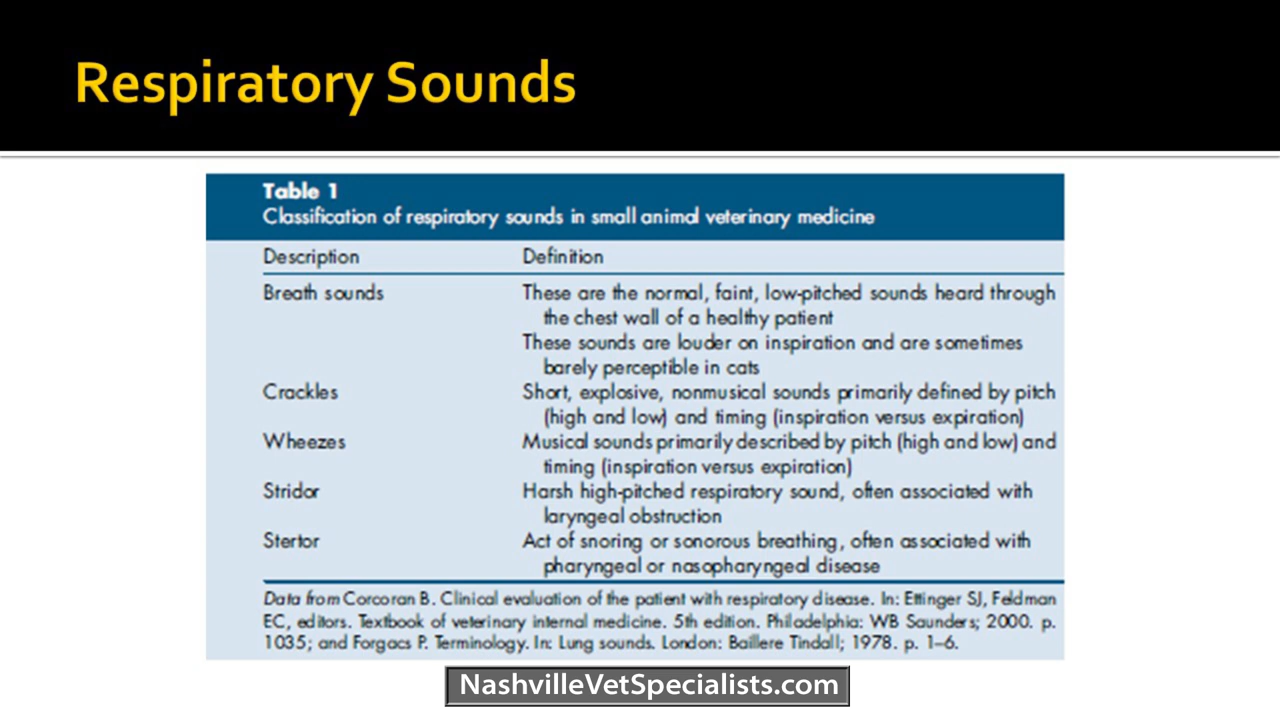 Respiratory Sounds
Table 1
Classification of respiratory sounds in small animal veterinary medicine
Description Definition
Breath sounds These are the normal, faint, low-pitched sounds heard through
the chest wall of a healthy patient
These sounds are louder on inspiration and are sometimes
barely perceptible in cats
Crackles Short, explosive, nonmusical sounds primarily defined by pitch
(high and low) and timing (inspiration versus expiration)
Wheezes Musical sounds primarily described by pitch (high and low) and
timing (inspiration versus expiration)
Stridor Harsh high-pitched respiratory sound, often associated with
laryngeal obstruction
Stertor Act of snoring or sonorous breathing, often associated with
pharyngeal or nasopharyngeal disease
Data from Corcoran B. Clinical evaluation of the patient with respiratory disease. In: Ettinger SJ, Feldman
EC, editors. Textbook of veterinary internal medicine. 5th edition. Philadelphia: WB Saunders; 2000. p.
1035; and Forgacs P. Terminology. In: Lung sounds. London: Baillere Tindall; 1978. p. 1–6.
NashvilleVetSpecialists.com